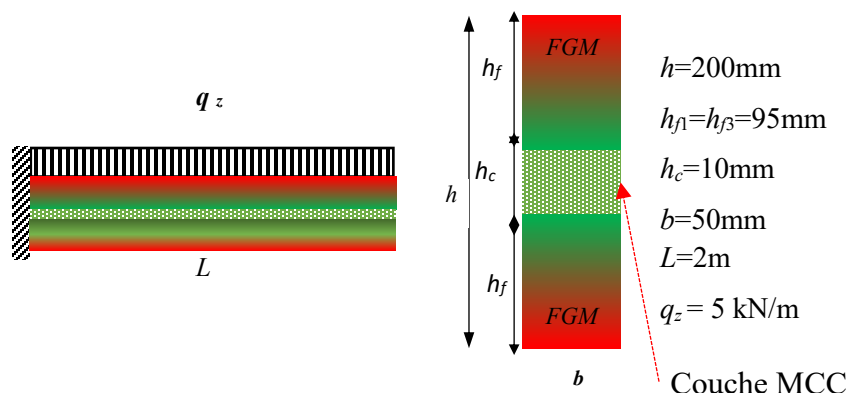 q z
L
h
hf
hc
hf
FGM
FGM
b
h=200mm
hf1=hf3=95mm
hc=10mm
b=50mm
L=2m
qz = 5 kN/m
Couche MCC